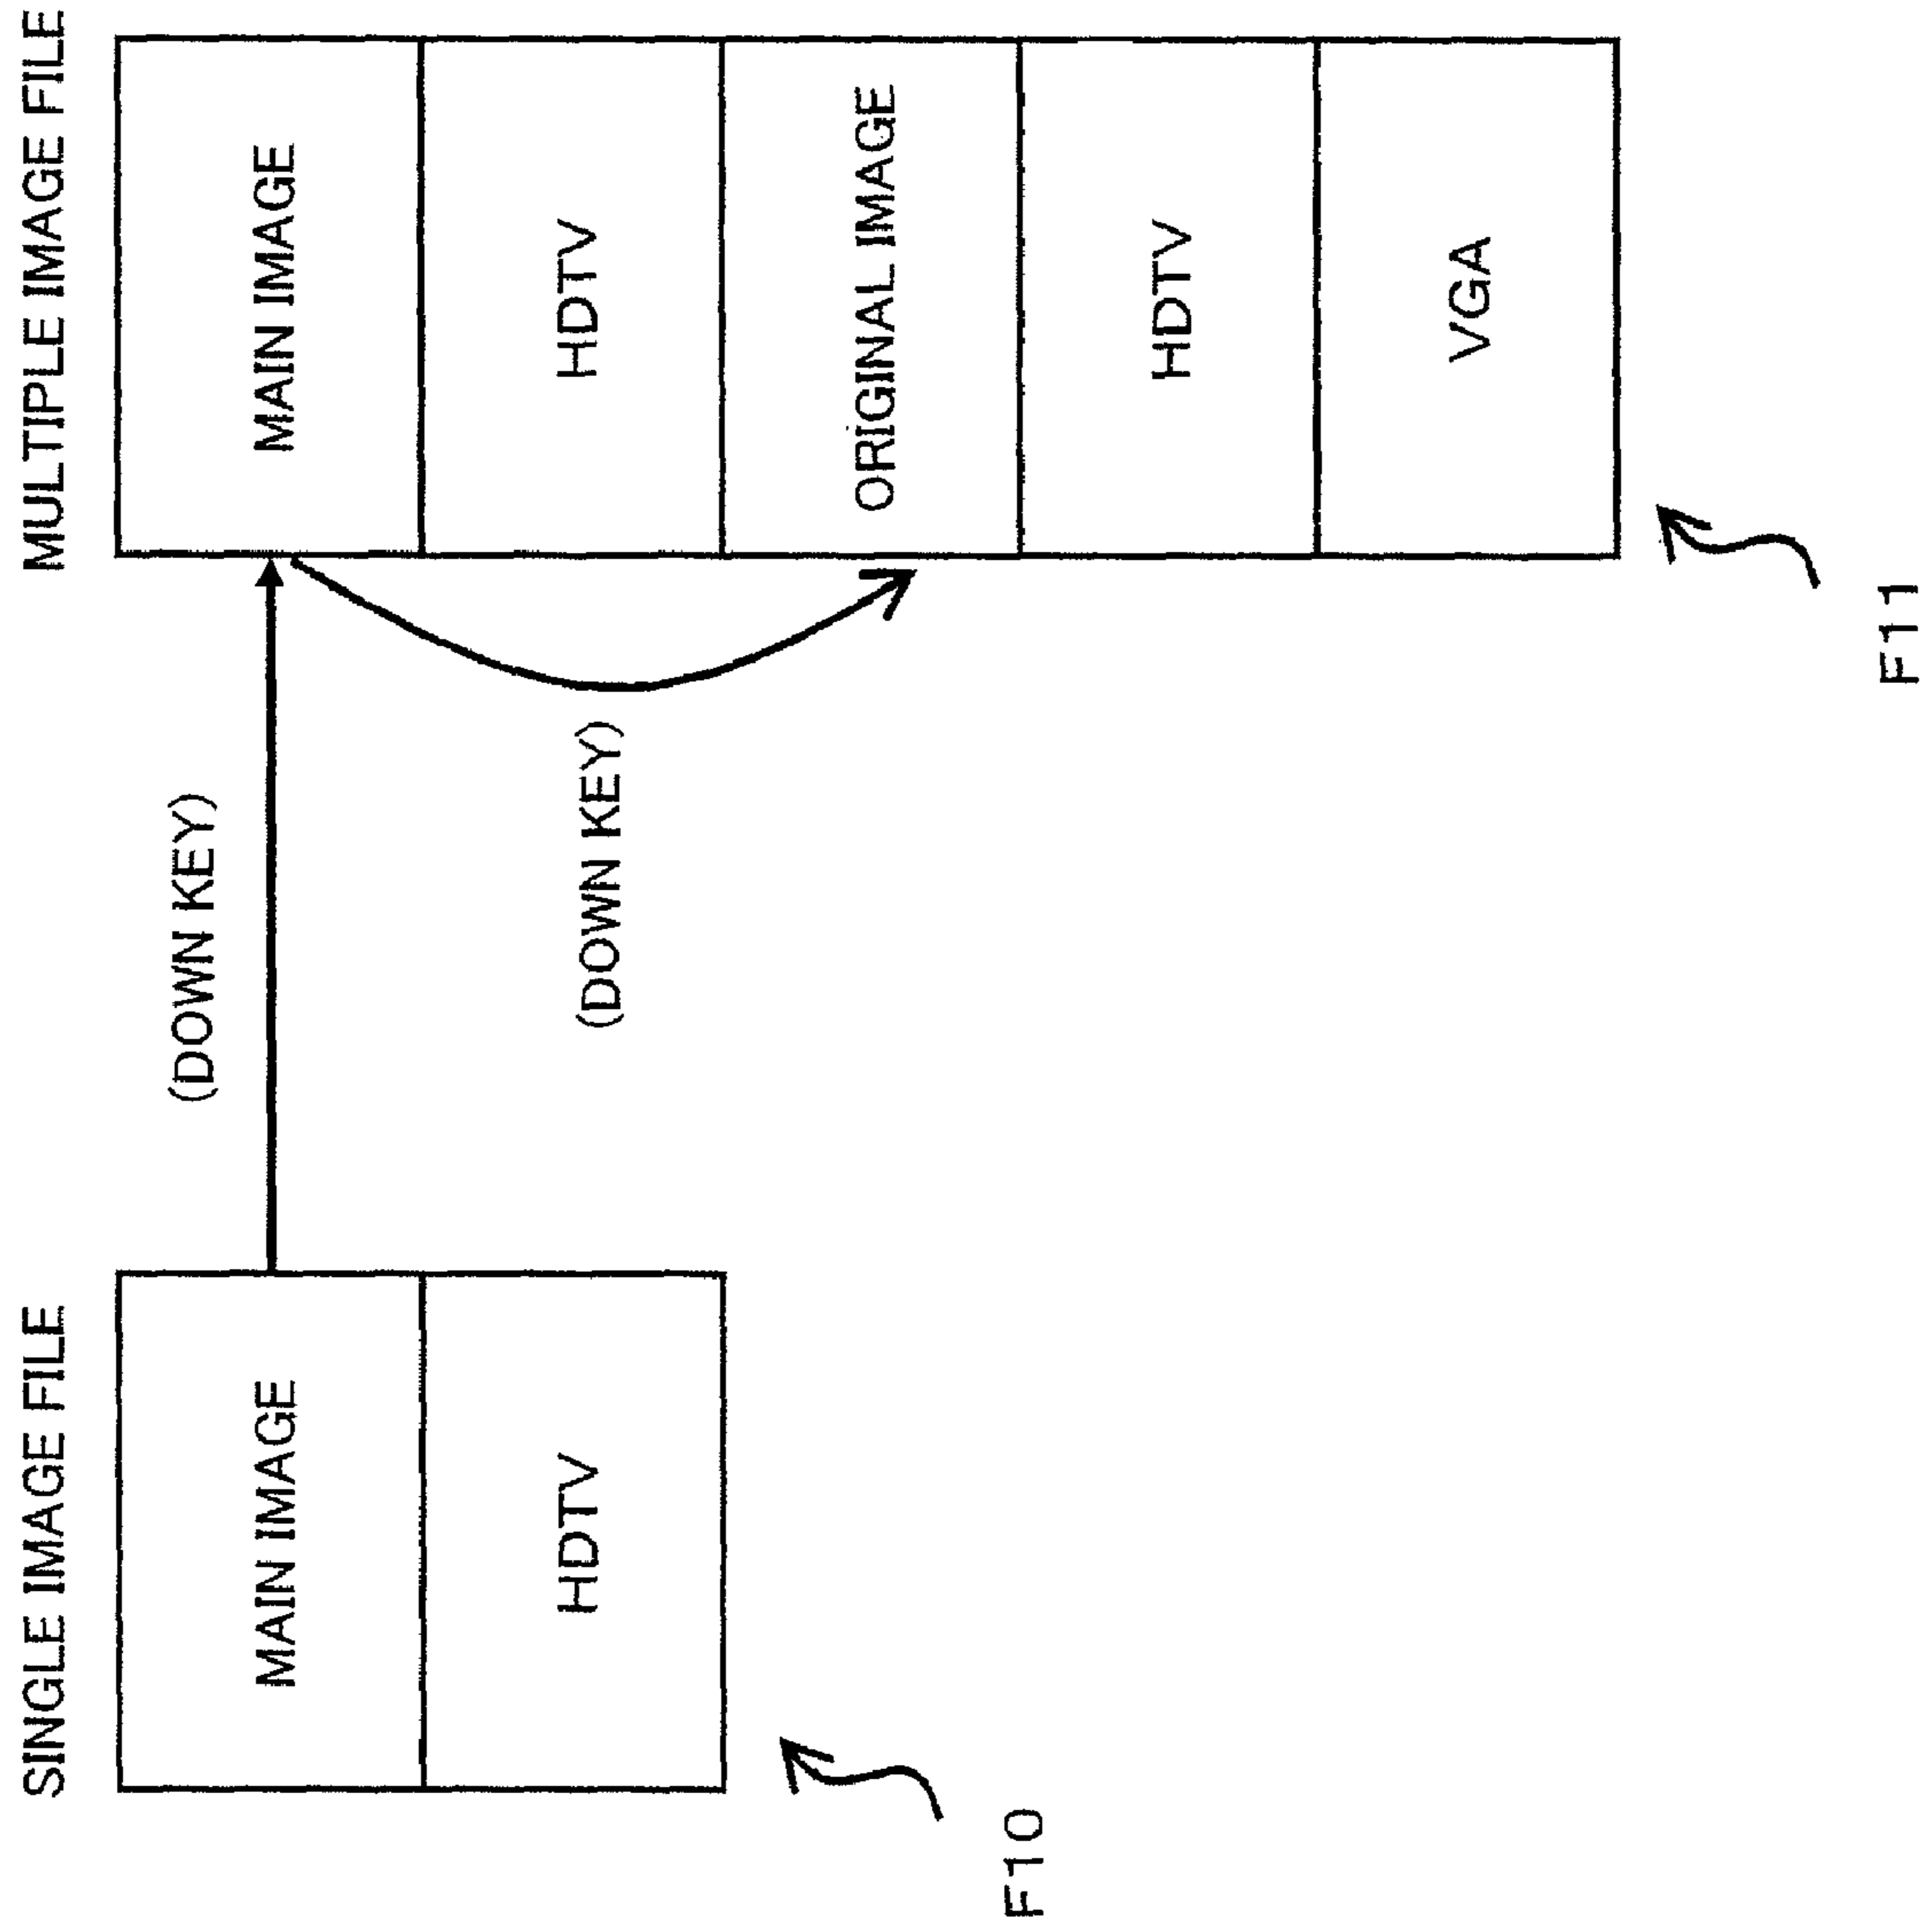 SINGLE IMAGE FILE
MAIN IMAGE
HDTV
F10
(DOWN KEY)
(DOWN KEY)
MULTIPLE IMAGE FILE
MAIN IMAGE
HDTV
ORIGINAL IMAGE
HDTV
VGA
F11